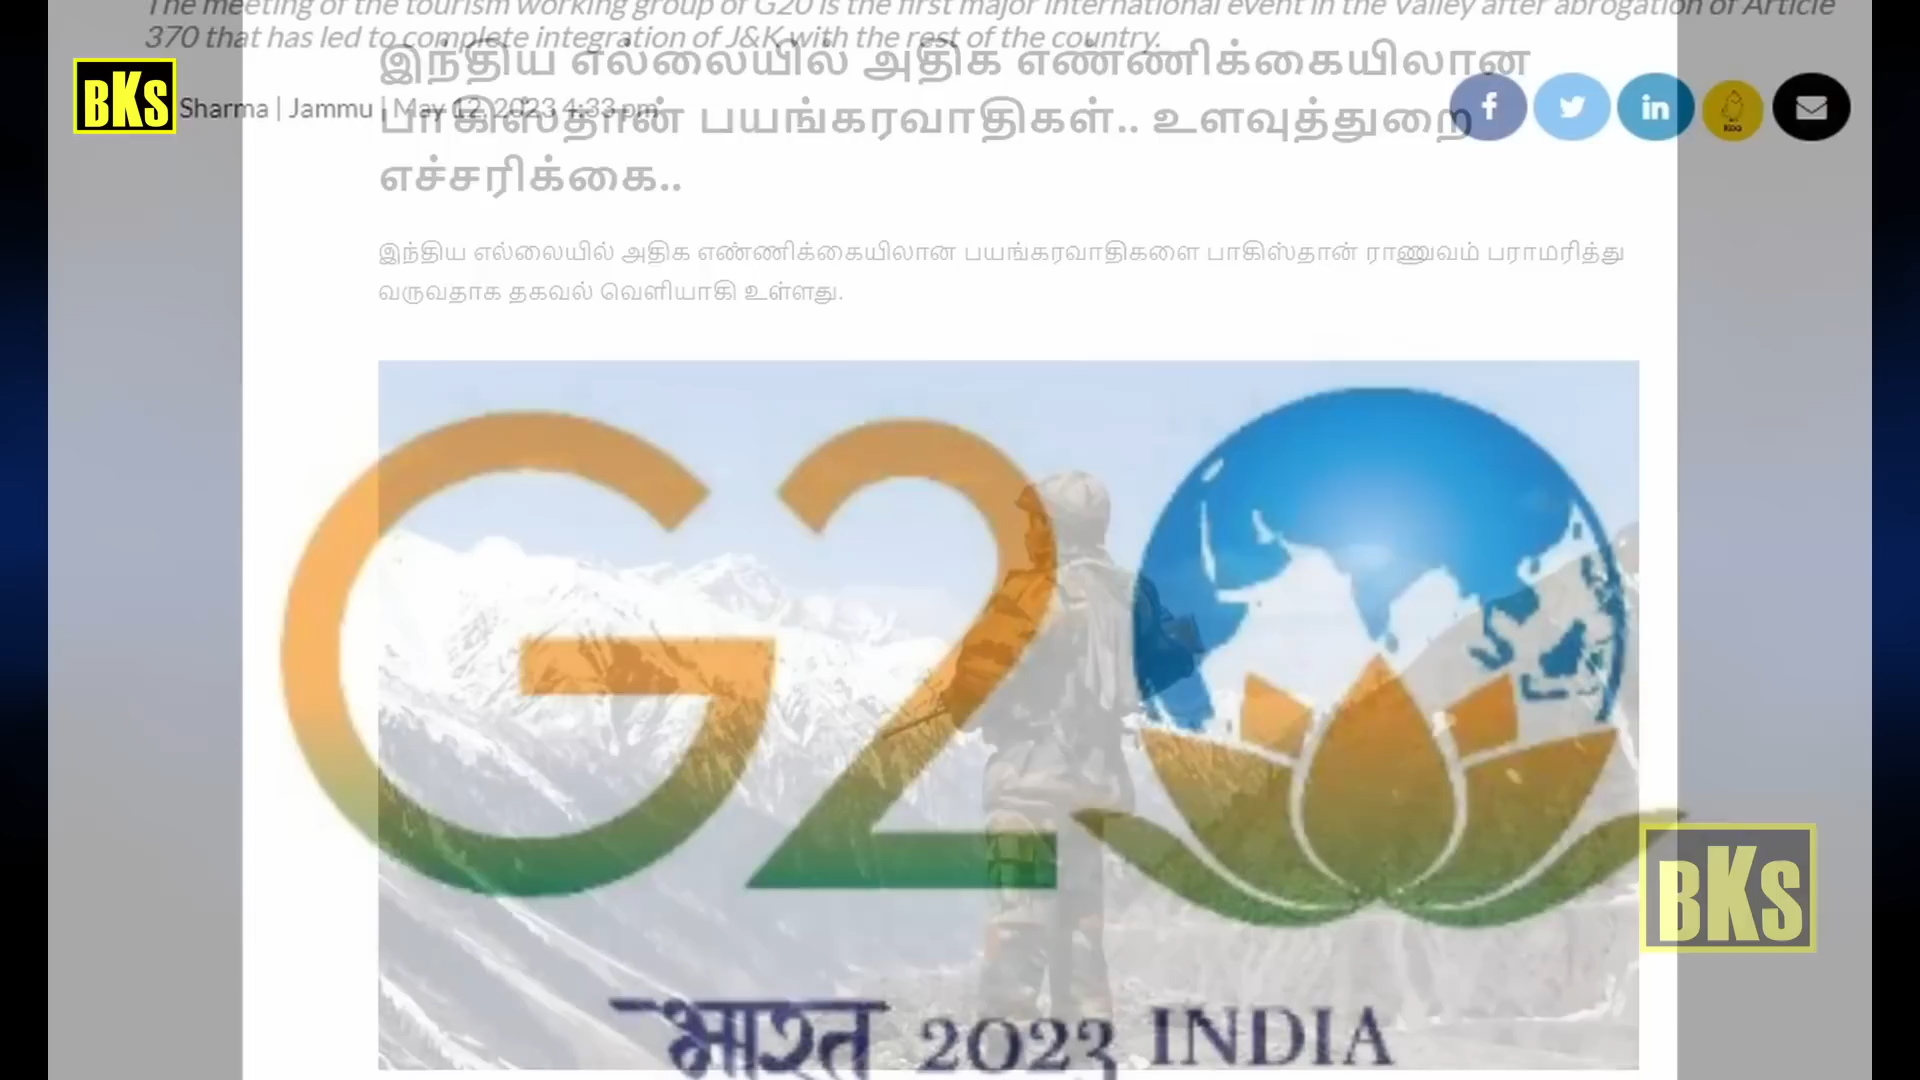 The meeting of the tourism working group of G20 is the first major international event in the Valley after abrogation of Article
370 that has led to complete integration of J&K with the rest of the country.
இந்திய எல்லையில் அதிக எண்ணிக்கையிலான
BKS
Sharma | Jammu | May 12, 2023 4:33 pm
பாகிஸ்தான் பயங்கரவாதிகள்.. உளவுத்துறை
எச்சரிக்கை..
இந்திய எல்லையில் அதிக எண்ணிக்கையிலான பயங்கரவாதிகளை பாகிஸ்தான் ராணுவம் பராமரித்து
வருவதாக தகவல் வெளியாகி உள்ளது.
G20
BKS
भारत 2023 INDIA